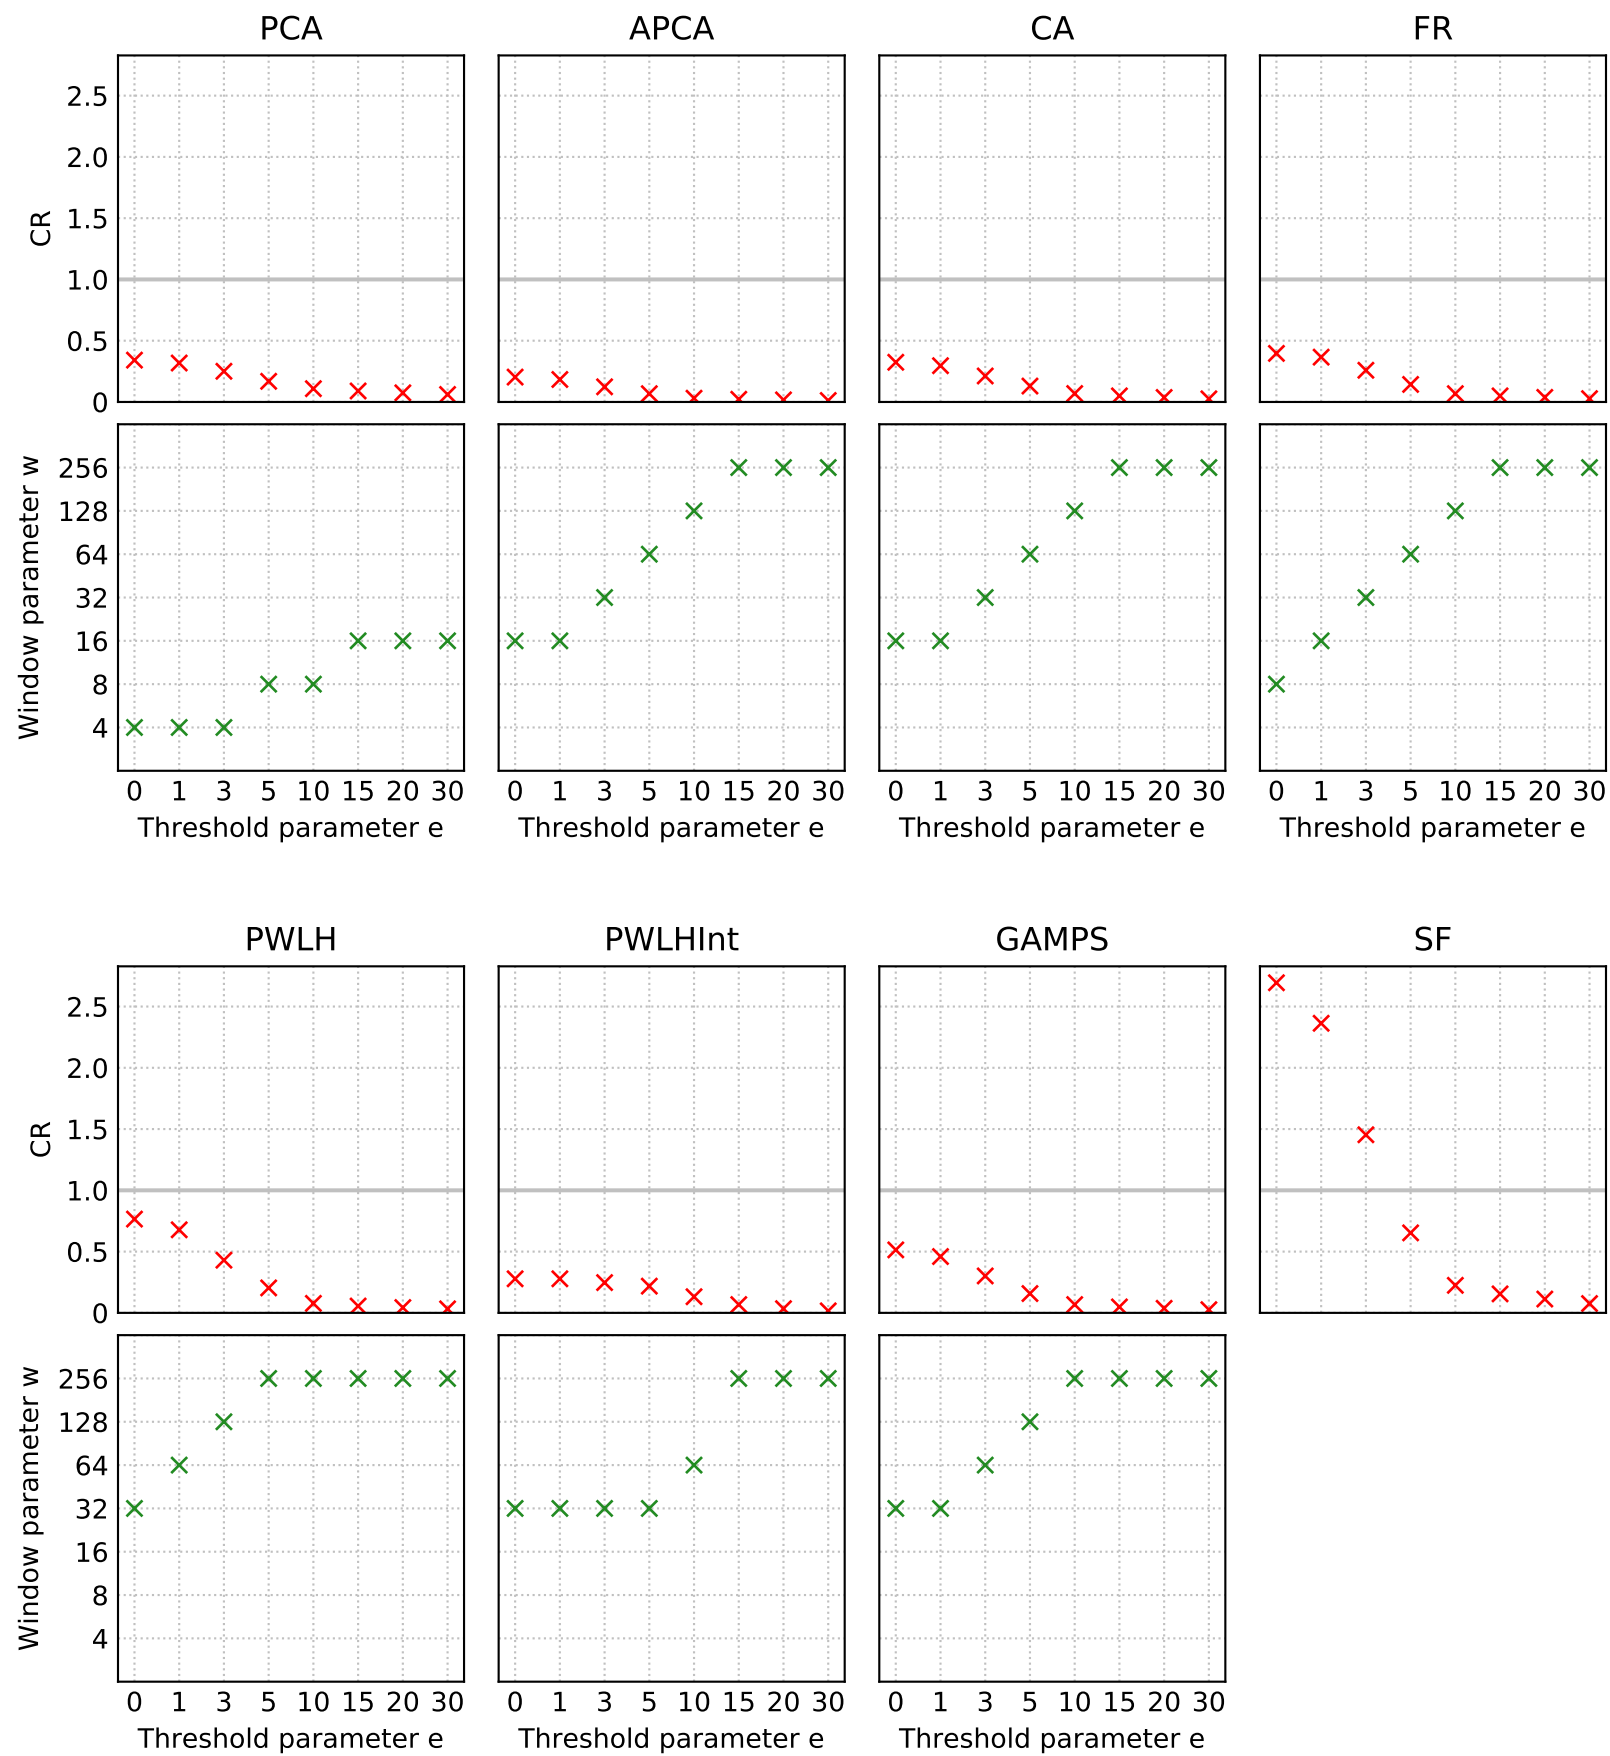 PCA APCA CA FR
2.5
2.0
1.5
1.0
0.5
0
CR
256
128
64
32
16
8
4
Window parameter w
0 1 3 5 10 15 20 30 0 1 3 5 10 15 20 30 0 1 3 5 10 15 20 30 0 1 3 5 10 15 20 30
Threshold parameter e Threshold parameter e Threshold parameter e Threshold parameter e
PWLH PWLHInt GAMPS SF
2.5
2.0
1.5
1.0
0.5
0
CR
256
128
64
32
16
8
4
Window parameter w
0 1 3 5 10 15 20 30 0 1 3 5 10 15 20 30 0 1 3 5 10 15 20 30
Threshold parameter e Threshold parameter e Threshold parameter e